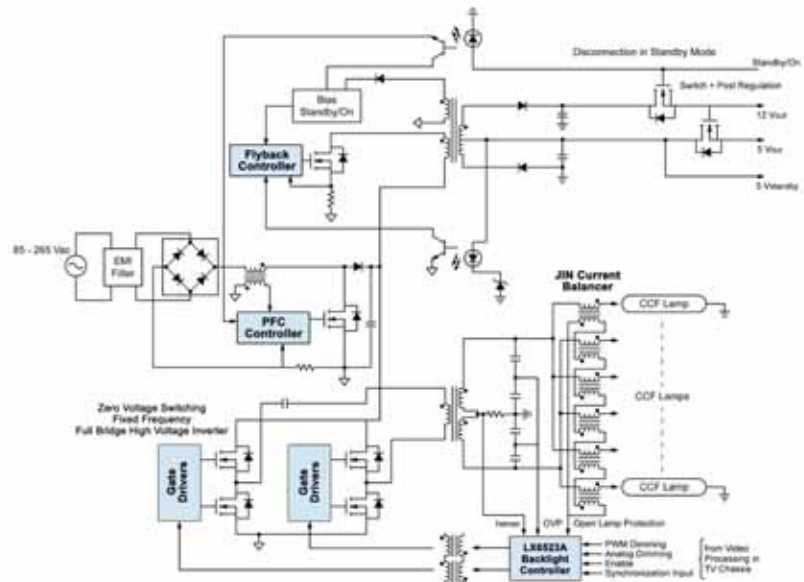 Disconnection in Standby Mode
Standby/On
Switch + Post Regulation
12 Vout
5 Vout
5 Vstandby
Bias
Standby/On
Flyback
Controller
85 - 265 Vac
EMI
Filter
PFC
Controller
JIN Current
Balancer
CCF Lamp
CCF Lamps
CCF Lamp
Zero Voltage Switching
Fixed Frequency
Full Bridge High Voltage Inverter
Gate
Drivers
Gate
Drivers
Isense
OVP
Open Lamp Protection
LX6523A
Backlight
Controller
PWM Dimming
Analog Dimming
Enable
Synchronization Input
from Video
Processing in
TV Chassis